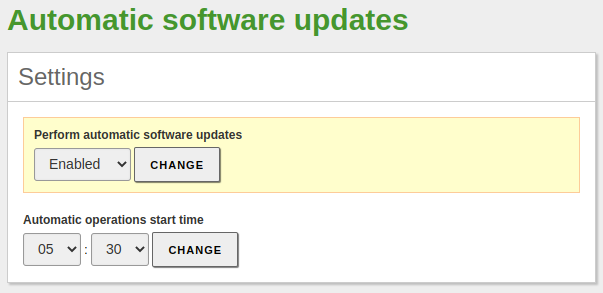 Automatic software updates
Settings
Perform automatic software updates
Enabled CHANGE
Automatic operations start time
05 : 30 CHANGE